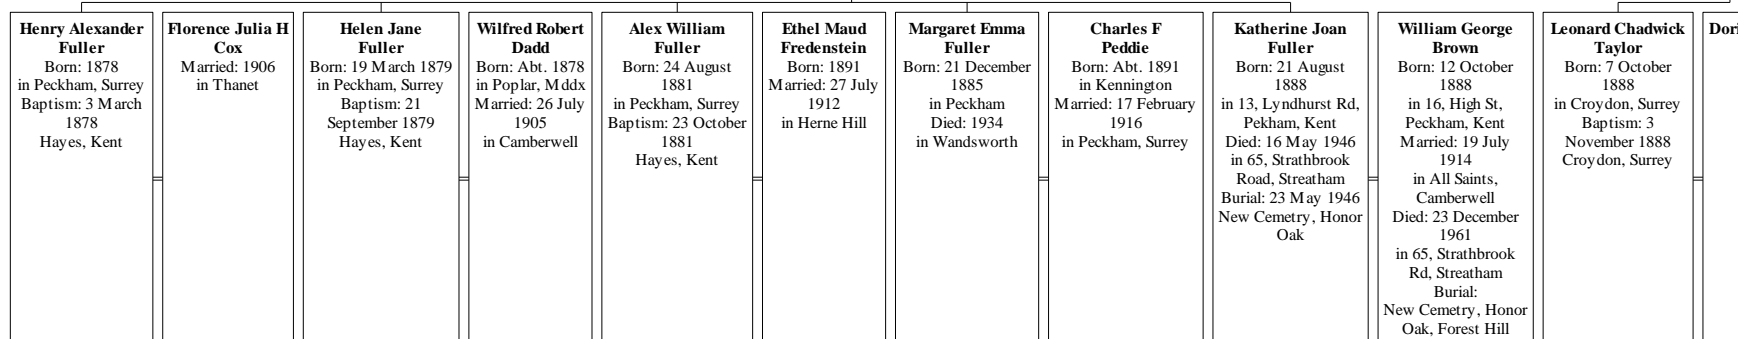 Henry Alexander
Fuller
Born: 1878
in Peckham, Surrey
Baptism: 3 March
1878
Hayes, Kent
Florence Julia H
Cox
Married: 1906
in Thanet
Helen Jane
Fuller
Born: 19 March 1879
in Peckham, Surrey
Baptism: 21
September 1879
Hayes, Kent
Wilfred Robert
Dadd
Born: Abt. 1878
in Poplar, Mddx
Married: 26 July
1905
in Camberwell
Alex William
Fuller
Born: 24 August
1881
in Peckham, Surrey
Baptism: 23 October
1881
Hayes, Kent
Ethel Maud
Fredenstein
Born: 1891
Married: 27 July
1912
in Herne Hill
Margaret Emma
Fuller
Born: 21 December
1885
in Peckham
Died: 1934
in Wandsworth
Charles F
Peddie
Born: Abt. 1891
in Kennington
Married: 17 February
1916
in Peckham, Surrey
Katherine Joan
Fuller
Born: 21 August
1888
in 13, Lyndhurst Rd,
Pekham, Kent
Died: 16 May 1946
in 65, Strathbrook
Road, Streatham
Burial: 23 May 1946
New Cemetry, Honor
Oak
William George
Brown
Born: 12 October
1888
in 16, High St,
Peckham, Kent
Married: 19 July
1914
in All Saints,
Camberwell
Died: 23 December
1961
in 65, Strathbrook
Rd, Streatham
Burial:
New Cemetry, Honor
Oak, Forest Hill
Leonard Chadwick
Taylor
Born: 7 October
1888
in Croydon, Surrey
Baptism: 3
November 1888
Croydon, Surrey